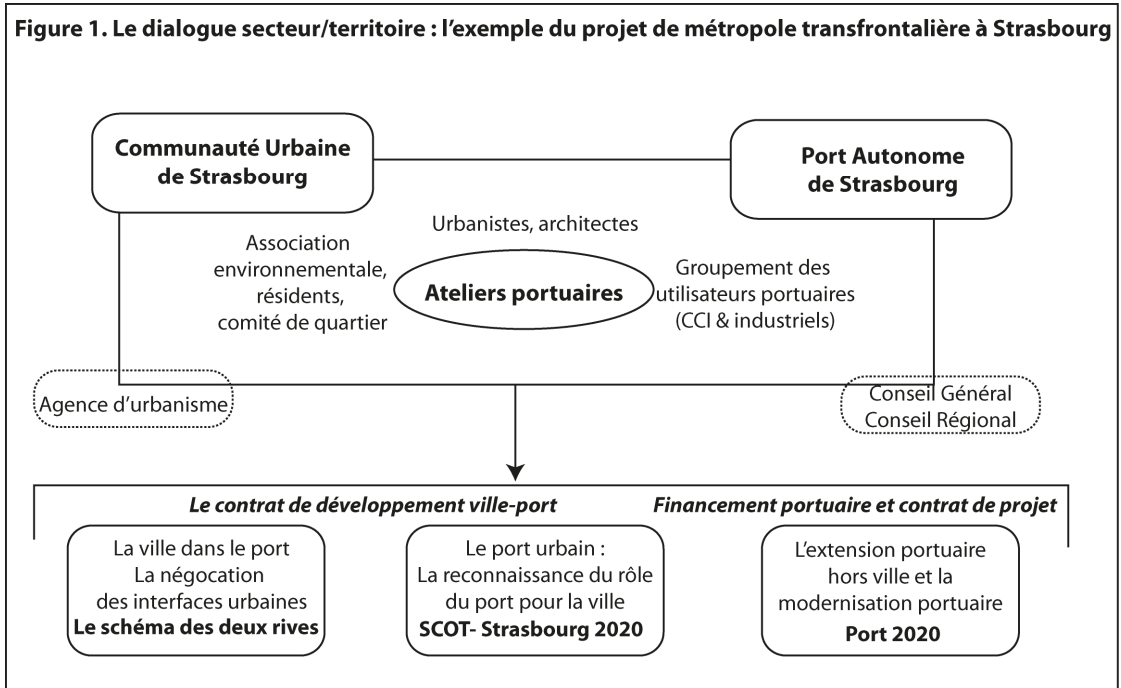 Figure 1. Le dialogue secteur/territoire : l’exemple du projet de métropole transfrontalière à Strasbourg
Communauté Urbaine
de Strasbourg
Port Autonome
de Strasbourg
Urbanistes, architectes
Association
environnementale,
résidents,
comité de quartier
Ateliers portuaires
Groupement des
utilisateurs portuaires
(CCI & industriels)
Agence d’urbanisme
Conseil Général
Conseil Régional
Le contrat de développement ville-port
Financement portuaire et contrat de projet
La ville dans le port
La négocation
des interfaces urbaines
Le schéma des deux rives
Le port urbain :
La reconnaissance du rôle
du port pour la ville
SCOT- Strasbourg 2020
L’extension portuaire
hors ville et la
modernisation portuaire
Port 2020